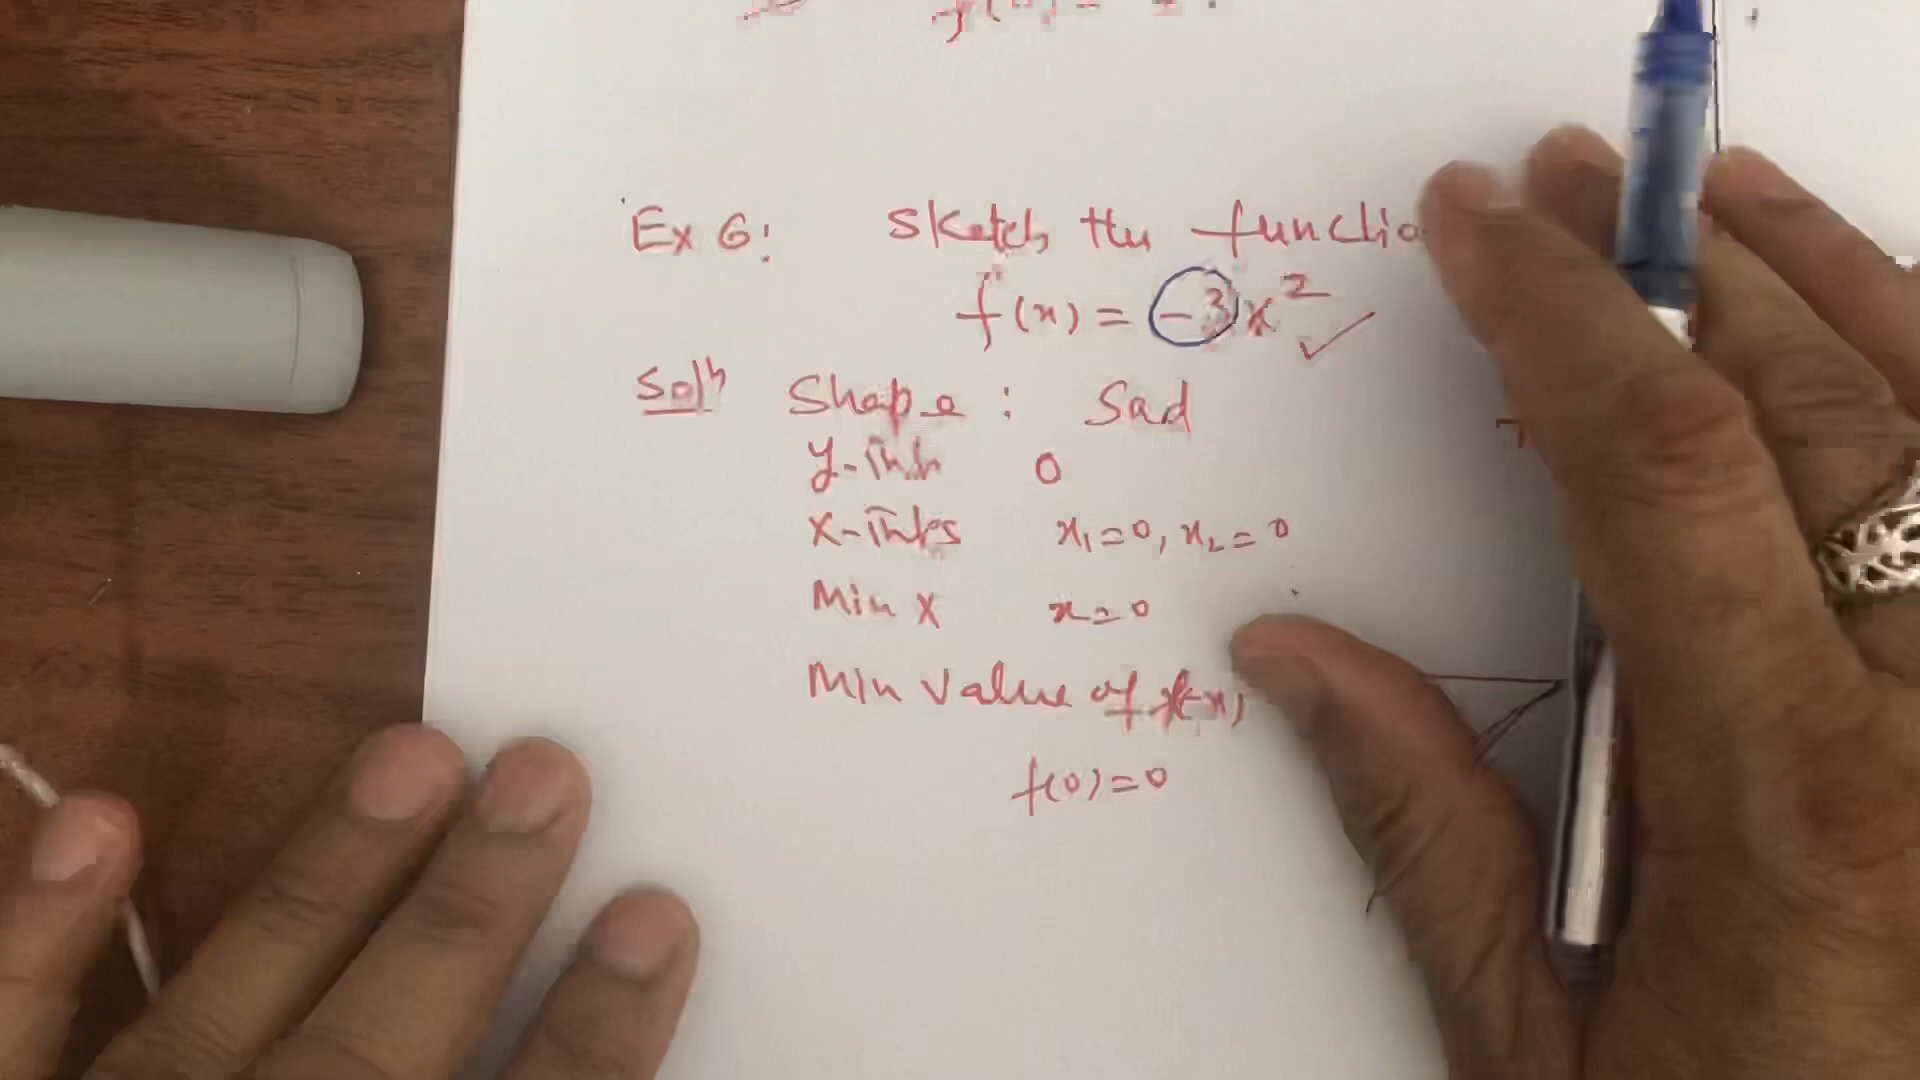 Ex 6: Sketch the functio
f(x) = -3x²
Soln Shape : Sad
y-int 0
x-ints x₁=0, x₂=0
Min x x=0
Min value of f(x)
f(0)=0